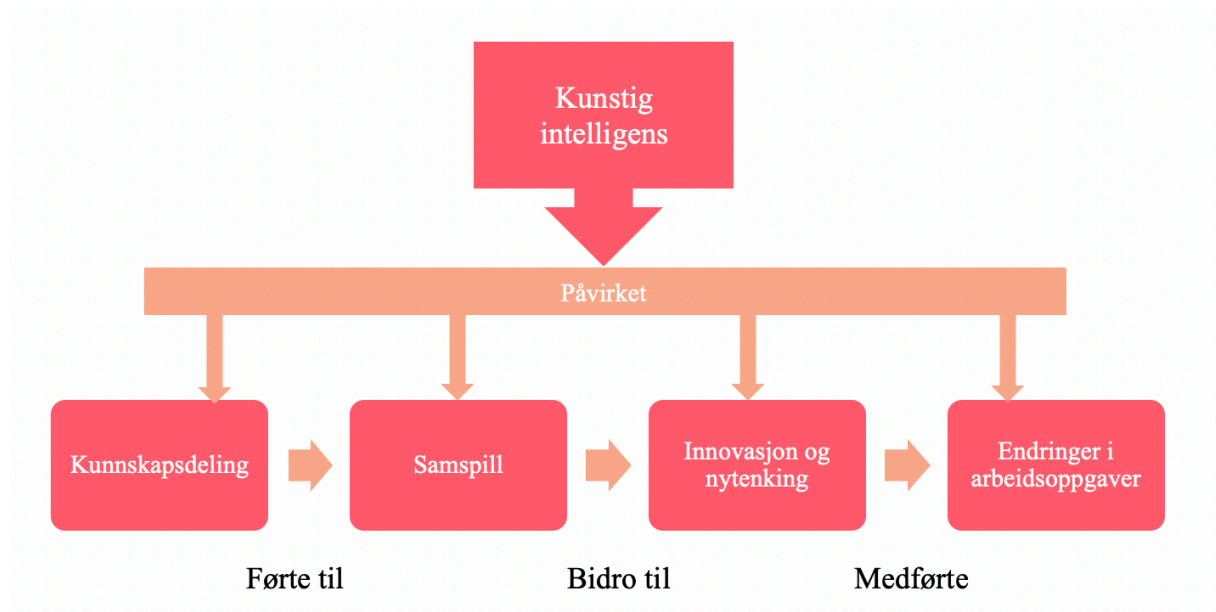 Kunstig
intelligens
Påvirket
Kunnskapsdeling
Samspill
Innovasjon og
nytenking
Endringer i
arbeidsoppgaver
Førte til
Bidro til
Medførte